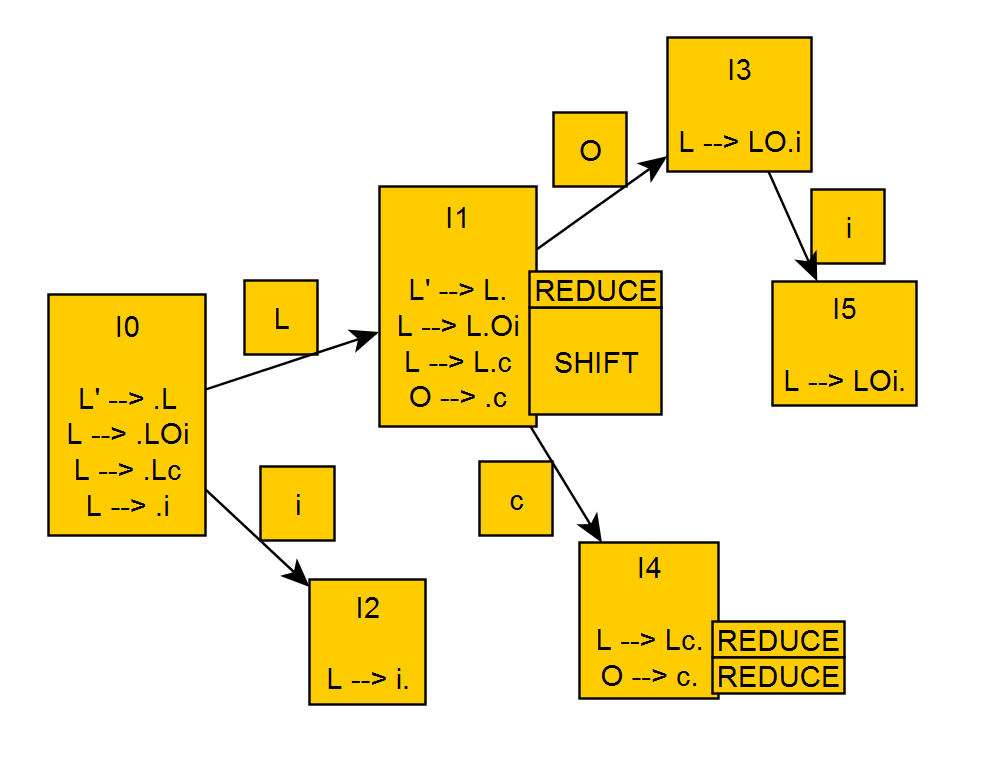 I0
L' --> .L
L --> .LOi
L --> .Lc
L --> .i
L
i
I2
L --> i.
I1
L' --> L.
L --> L.Oi
L --> L.c
O --> .c
REDUCE
SHIFT
O
I3
L --> LO.i
i
I5
L --> LOi.
c
I4
L --> Lc.
O --> c.
REDUCE
REDUCE